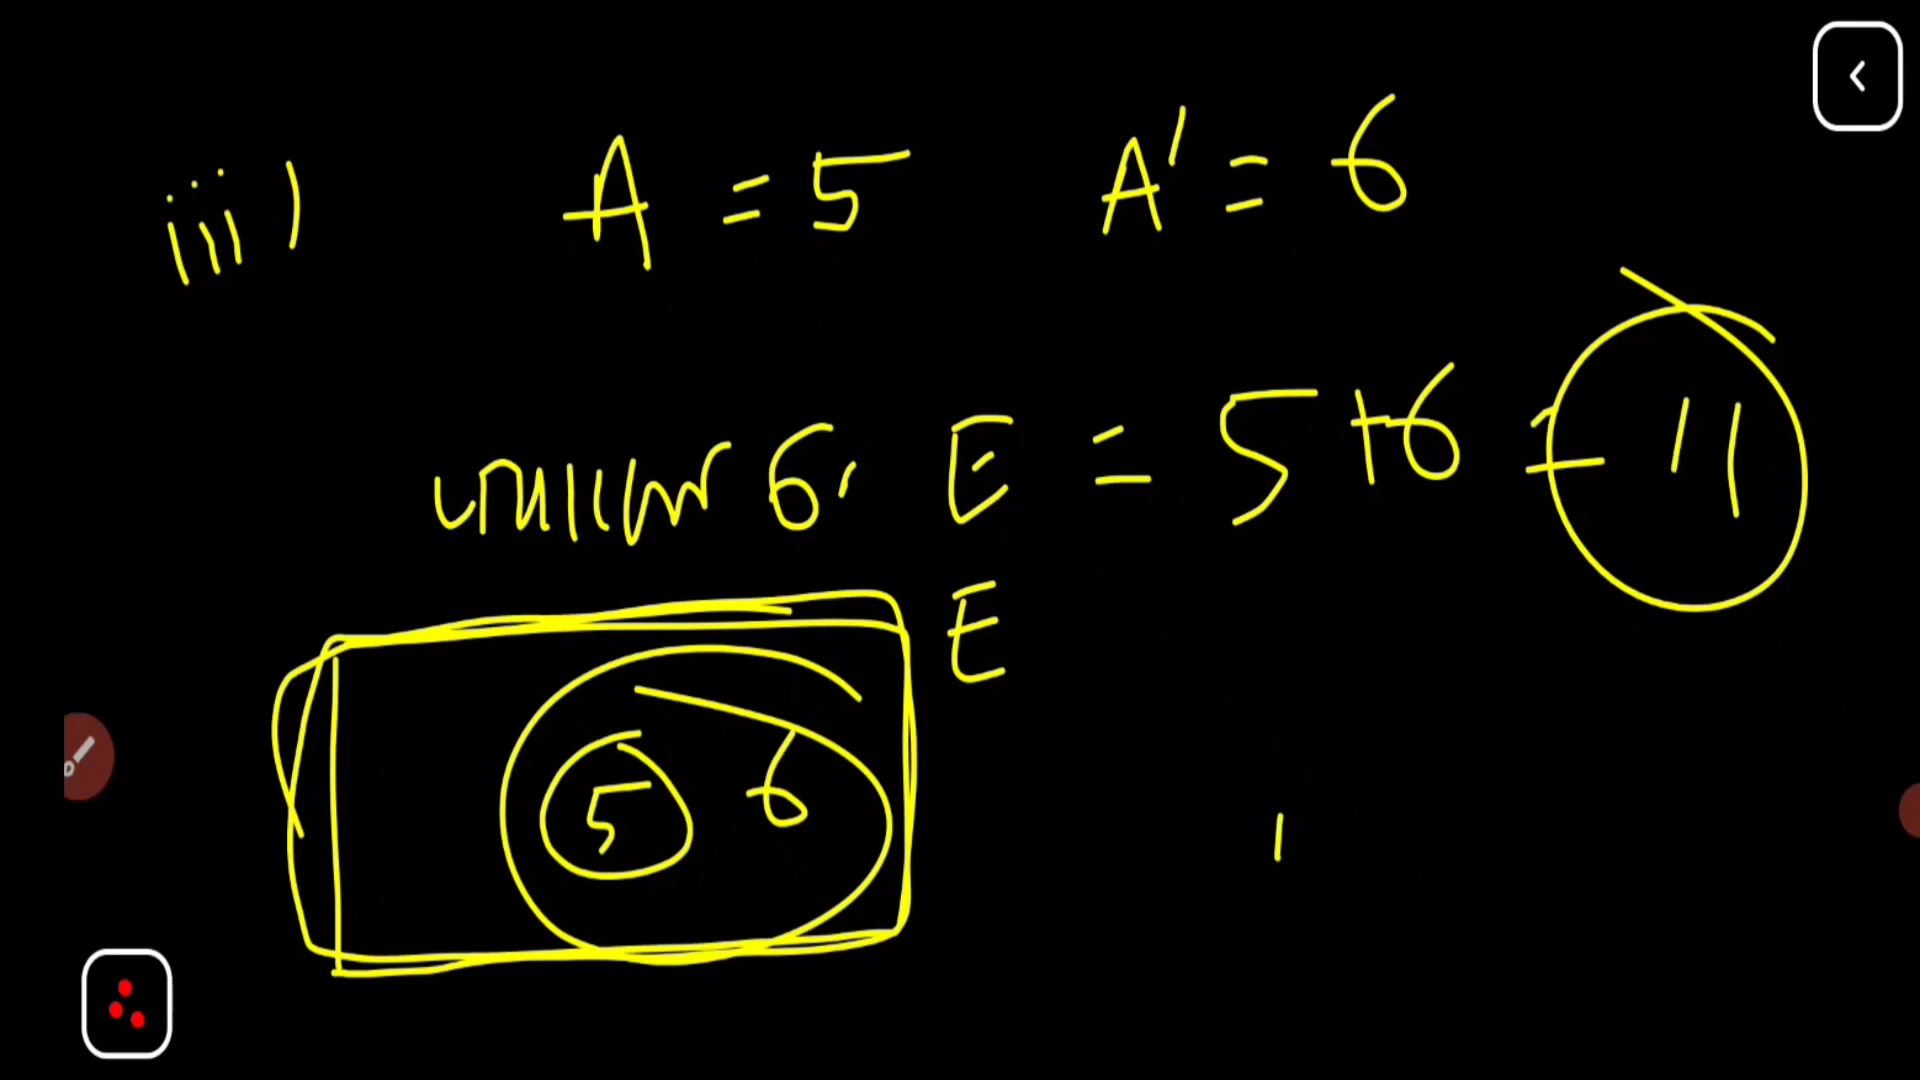 iii) A = 5 A' = 6
E = 5+6 = 11
E
5 6